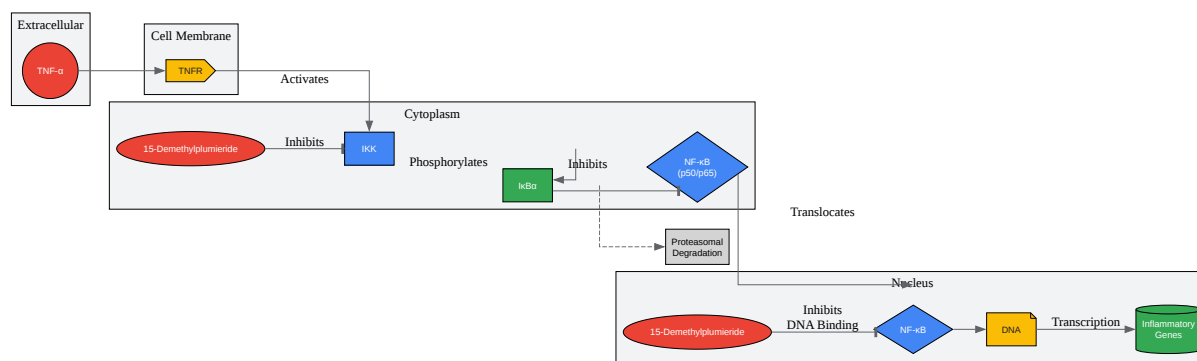 Extracellular
TNF-α
Cell Membrane
TNFR
Activates
Cytoplasm
15-Demethylplumieride
Inhibits
IKK
Phosphorylates
IκBα
Inhibits
NF-κB
(p50/p65)
Translocates
Proteasomal
Degradation
Nucleus
15-Demethylplumieride
Inhibits
DNA Binding
NF-κB
DNA
Transcription
Inflammatory
Genes